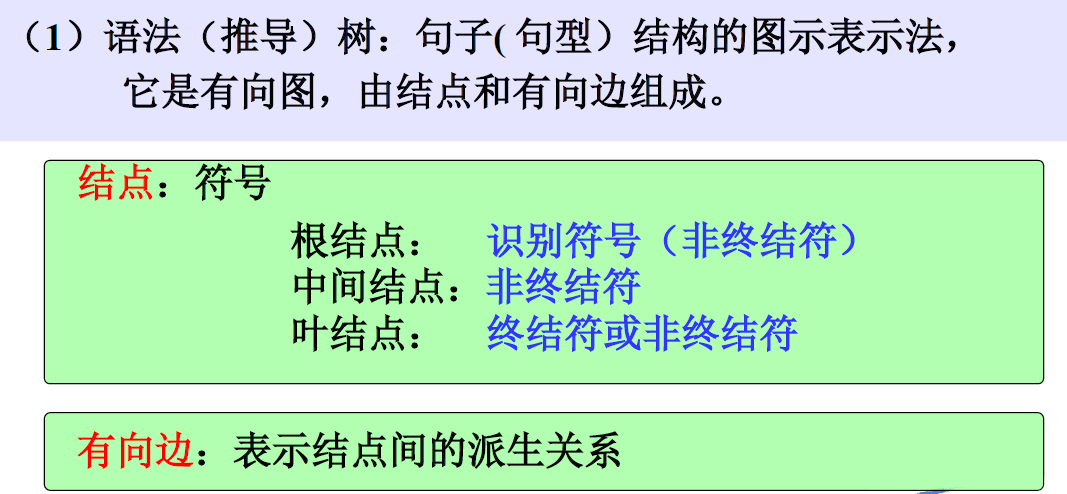 （1）语法（推导）树：句子( 句型）结构的图示表示法，
它是有向图，由结点和有向边组成。
结点：符号
根结点： 识别符号（非终结符）
中间结点：非终结符
叶结点： 终结符或非终结符
有向边：表示结点间的派生关系